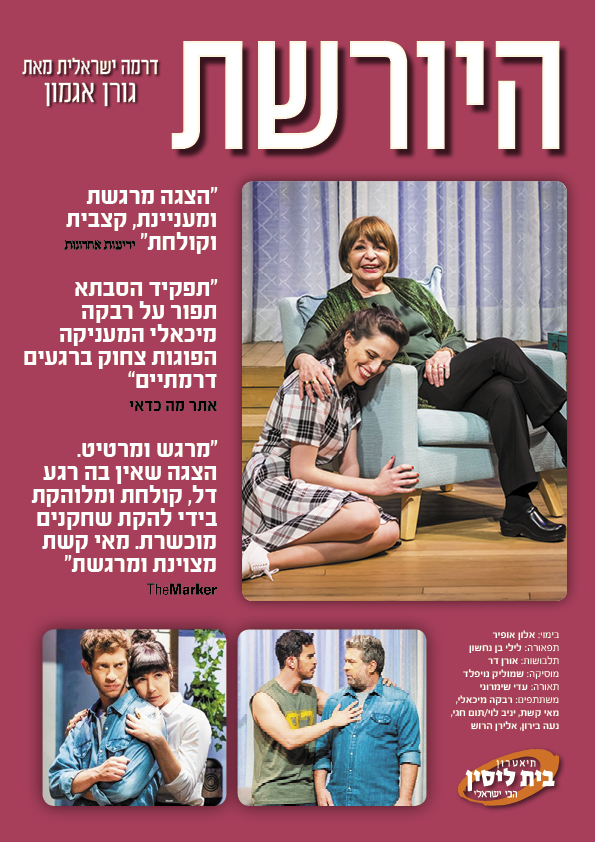 היורשת
דרמה ישראלית מאת
גורן אגמון
"הצגה מרגשת
ומעניינת, קצבית
וקולחת" ידיעות אחרונות
"תפקיד הסבתא
תפור על רבקה
מיכאלי המעניקה
הפוגות צחוק ברגעים
דרמתיים"
אתר מה כדאי
"מרגש ומרטיט.
הצגה שאין בה רגע
דל, קולחת ומלוהקת
בידי להקת שחקנים
מוכשרת. מאי קשת
מצוינת ומרגשת"
TheMarker
בימוי: אלון אופיר
תפאורה: לילי בן נחשון
תלבושות: אורן דר
מוסיקה: שמוליק נויפלד
תאורה: עדי שימרוני
משתתפים: רבקה מיכאלי,
מאי קשת, יניב לוי/תום חגי,
נעה בירון, אלירן הרוש
תיאטרון
בית ליסין
הכי ישראלי